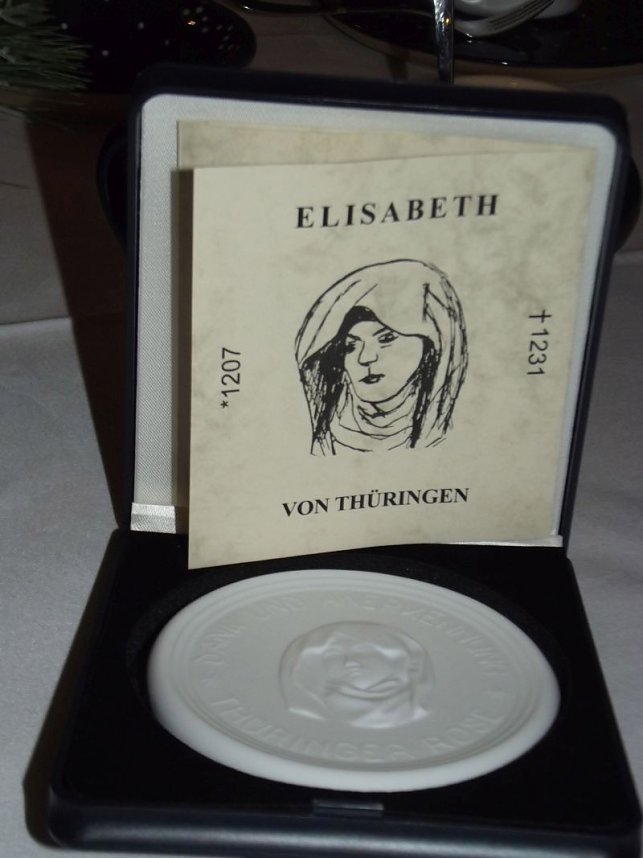 ELISABETH
*1207
†1231
VON THÜRINGEN
DANK UND ANERKENNUNG
THÜRINGER ROSE